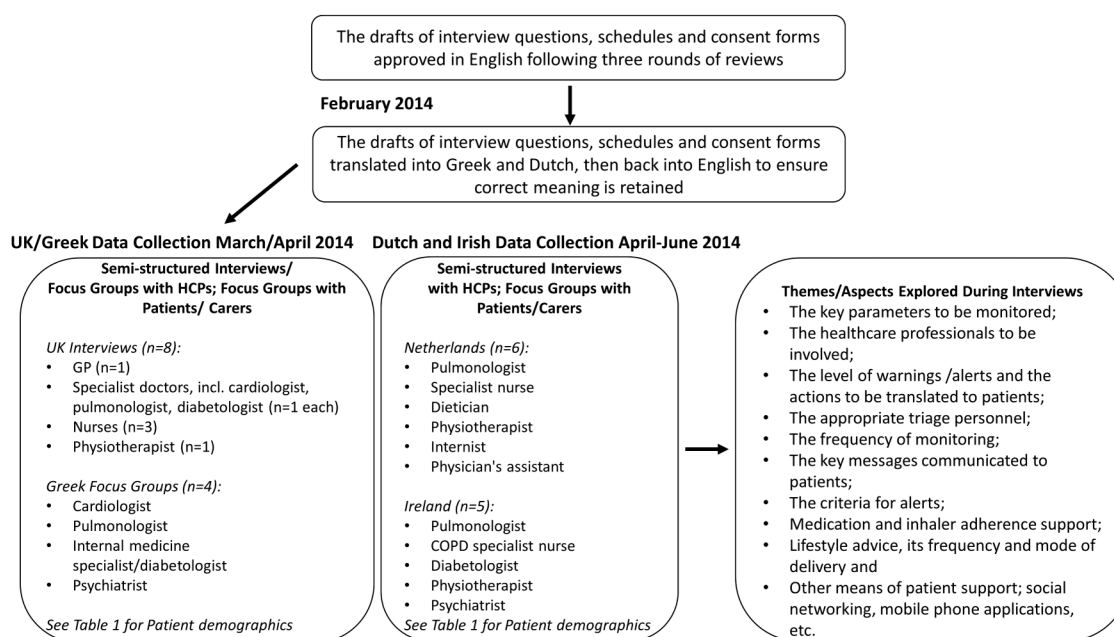 The drafts of interview questions, schedules and consent forms
approved in English following three rounds of reviews
February 2014
The drafts of interview questions, schedules and consent forms
translated into Greek and Dutch, then back into English to ensure
correct meaning is retained
UK/Greek Data Collection March/April 2014
Semi-structured Interviews/
Focus Groups with HCPs; Focus Groups with
Patients/ Carers
UK Interviews (n=8):
• GP (n=1)
• Specialist doctors, incl. cardiologist,
pulmonologist, diabetologist (n=1 each)
• Nurses (n=3)
• Physiotherapist (n=1)
Greek Focus Groups (n=4):
• Cardiologist
• Pulmonologist
• Internal medicine
specialist/diabetologist
• Psychiatrist
See Table 1 for Patient demographics
Dutch and Irish Data Collection April-June 2014
Semi-structured Interviews
with HCPs; Focus Groups with
Patients/Carers
Netherlands (n=6):
• Pulmonologist
• Specialist nurse
• Dietician
• Physiotherapist
• Internist
• Physician's assistant
Ireland (n=5):
• Pulmonologist
• COPD specialist nurse
• Diabetologist
• Physiotherapist
• Psychiatrist
See Table 1 for Patient demographics
Themes/Aspects Explored During Interviews
• The key parameters to be monitored;
• The healthcare professionals to be
involved;
• The level of warnings /alerts and the
actions to be translated to patients;
• The appropriate triage personnel;
• The frequency of monitoring;
• The key messages communicated to
patients;
• The criteria for alerts;
• Medication and inhaler adherence support;
• Lifestyle advice, its frequency and mode of
delivery and
• Other means of patient support; social
networking, mobile phone applications,
etc.